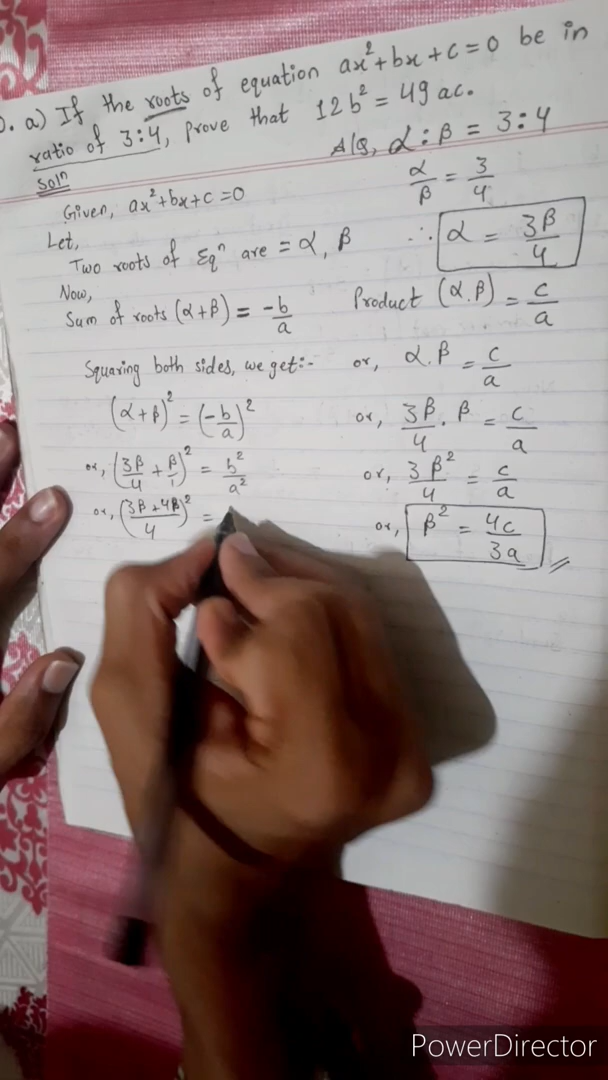 0. a) If the roots of equation ax²+bx+c=0 be in
ratio of 3:4, prove that 12b² = 49ac.
Solⁿ
A/Q, α:β = 3:4
α/β = 3/4
∴ α = 3β/4
Given, ax²+bx+c=0
Let,
Two roots of Eqⁿ are = α, β
Now,
Sum of roots (α+β) = -b/a
Squaring both sides, we get:-
(α+β)² = (-b/a)²
or, (3β/4 + β/1)² = b²/a²
or, (3β+4β/4)² =
Product (α.β) = c/a
or, α.β = c/a
or, 3β/4 . β = c/a
or, 3β²/4 = c/a
or, β² = 4c/3a
PowerDirector